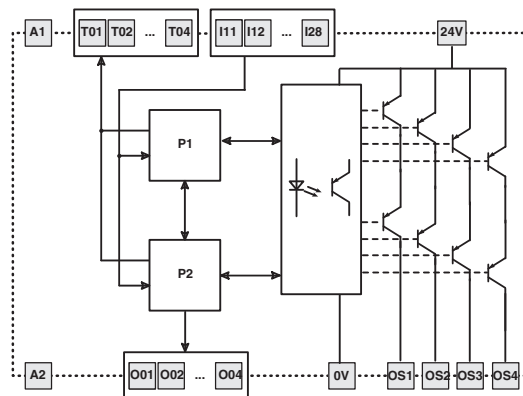 A1 T01 T02 ... T04 I11 I12 ... I28 24V
P1
P2
A2 O01 O02 ... O04 0V OS1 OS2 OS3 OS4